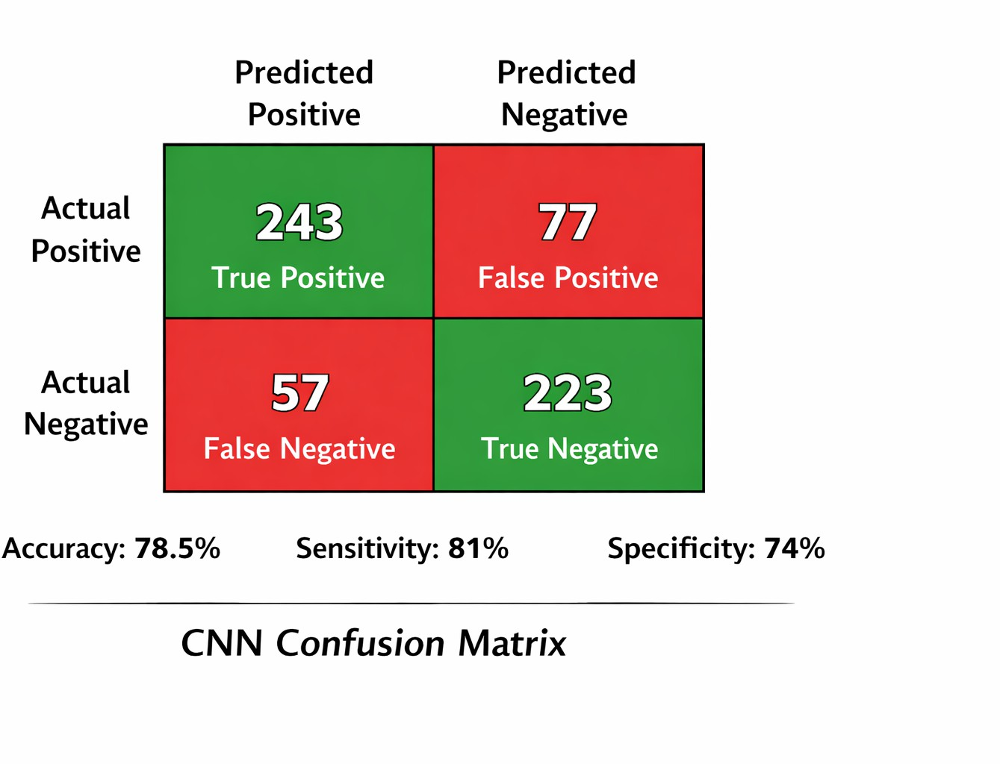 Predicted Positive
Predicted Negative
Actual Positive
243
True Positive
77
False Positive
Actual Negative
57
False Negative
223
True Negative
Accuracy: 78.5% Sensitivity: 81% Specificity: 74%
CNN Confusion Matrix